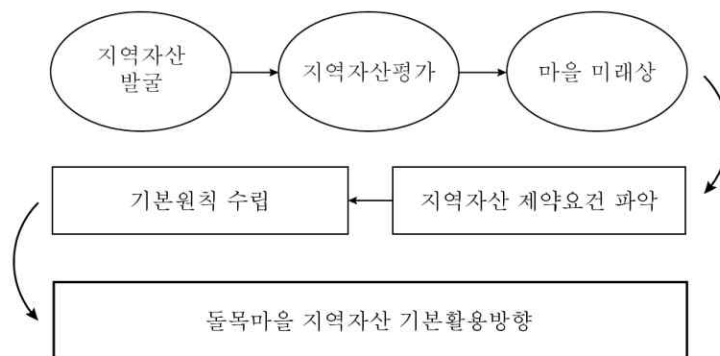 지역자산
발굴
지역자산평가
마을 미래상
지역자산 제약요건 파악
기본원칙 수립
돌목마을 지역자산 기본활용방향